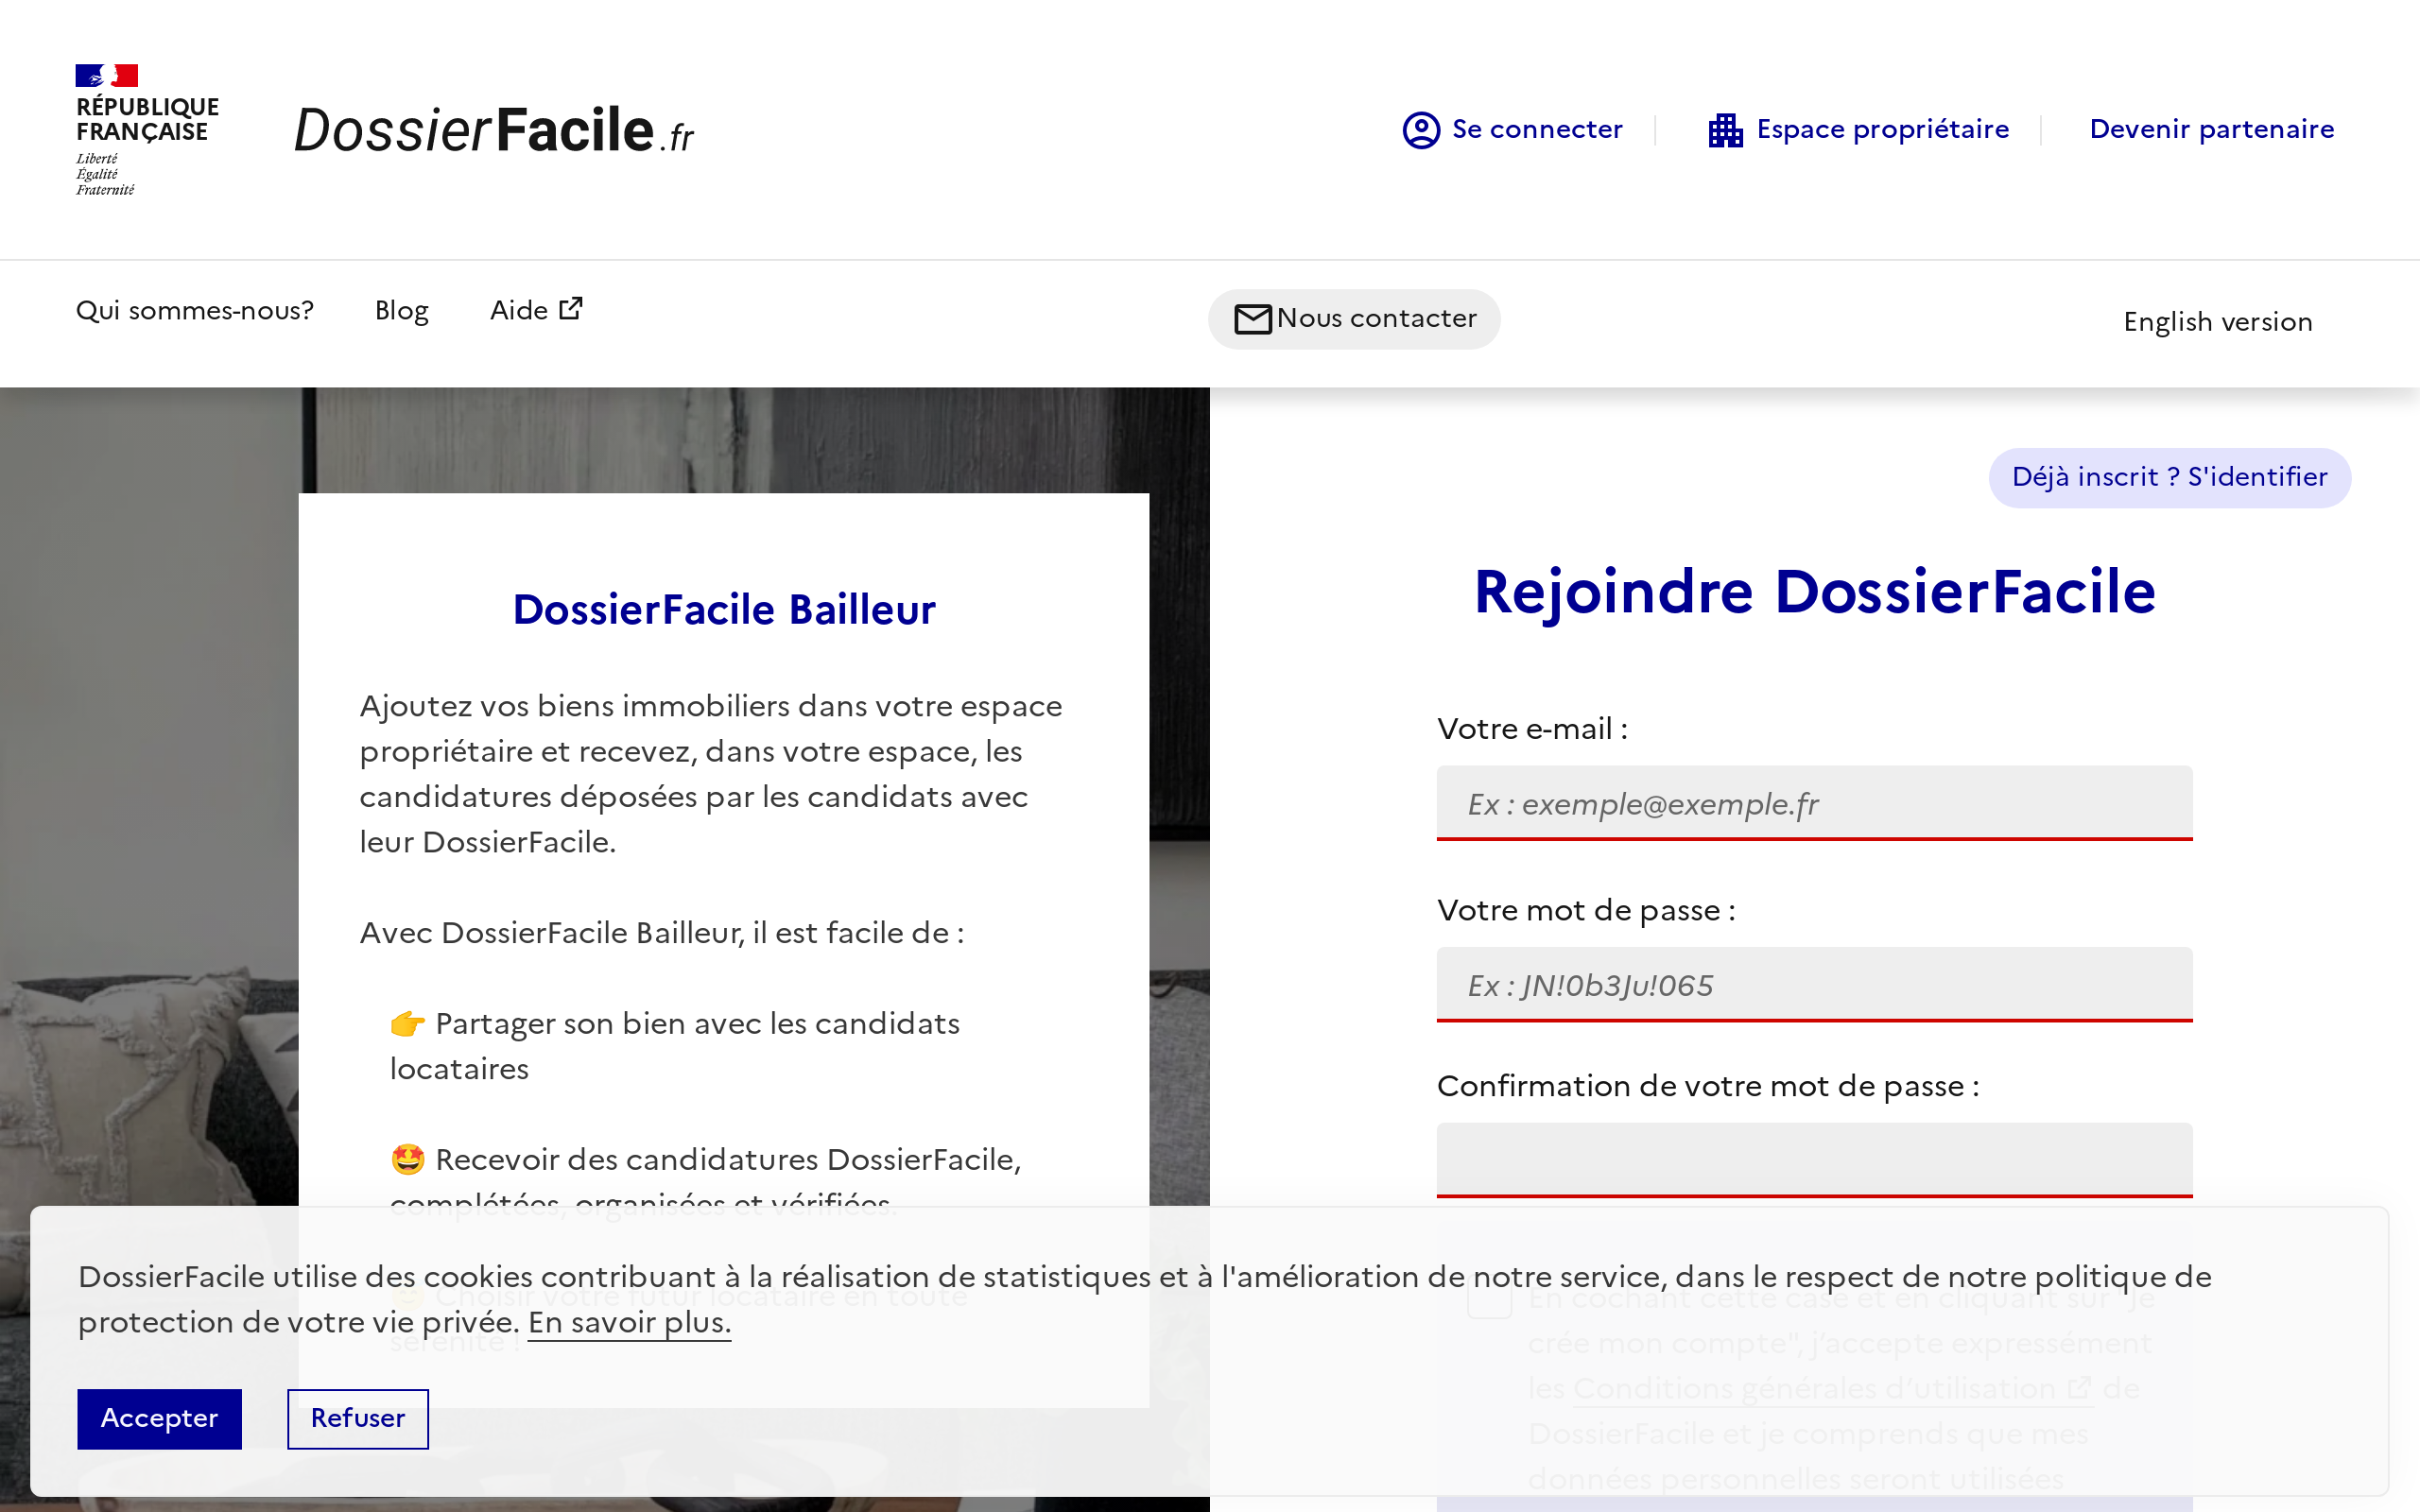 RÉPUBLIQUE
FRANÇAISE
Liberté
Égalité
Fraternité
DossierFacile.fr
Se connecter
Espace propriétaire
Devenir partenaire
Qui sommes-nous?
Blog
Aide
Nous contacter
English version
DossierFacile Bailleur
Ajoutez vos biens immobiliers dans votre espace
propriétaire et recevez, dans votre espace, les
candidatures déposées par les candidats avec
leur DossierFacile.
Avec DossierFacile Bailleur, il est facile de :
👉 Partager son bien avec les candidats
locataires
🤩 Recevoir des candidatures DossierFacile,
complétées, organisées et vérifiées.
Choisir votre futur locataire en toute
sérénité !
Déjà inscrit ? S'identifier
Rejoindre DossierFacile
Votre e-mail :
Ex : exemple@exemple.fr
Votre mot de passe :
Ex : JN!0b3Ju!065
Confirmation de votre mot de passe :
En cochant cette case et en cliquant sur "Je
crée mon compte", j’accepte expressément
les Conditions générales d’utilisation de
DossierFacile et je comprends que mes
données personnelles seront utilisées
DossierFacile utilise des cookies contribuant à la réalisation de statistiques et à l'amélioration de notre service, dans le respect de notre politique de
protection de votre vie privée. En savoir plus.
Accepter
Refuser